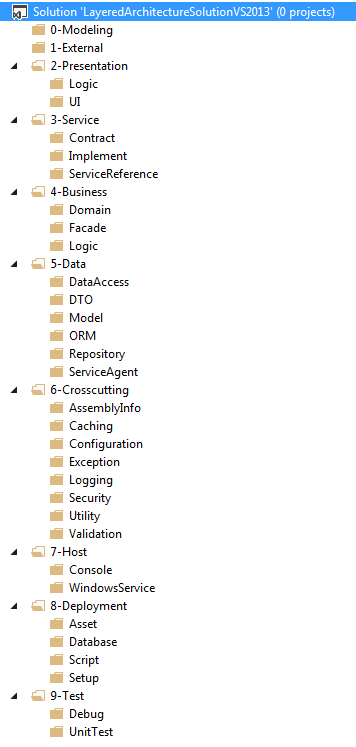 Solution 'LayeredArchitectureSolutionVS2013' (0 projects)
0-Modeling
1-External
2-Presentation
Logic
UI
3-Service
Contract
Implement
ServiceReference
4-Business
Domain
Facade
Logic
5-Data
DataAccess
DTO
Model
ORM
Repository
ServiceAgent
6-Crosscutting
AssemblyInfo
Caching
Configuration
Exception
Logging
Security
Utility
Validation
7-Host
Console
WindowsService
8-Deployment
Asset
Database
Script
Setup
9-Test
Debug
UnitTest